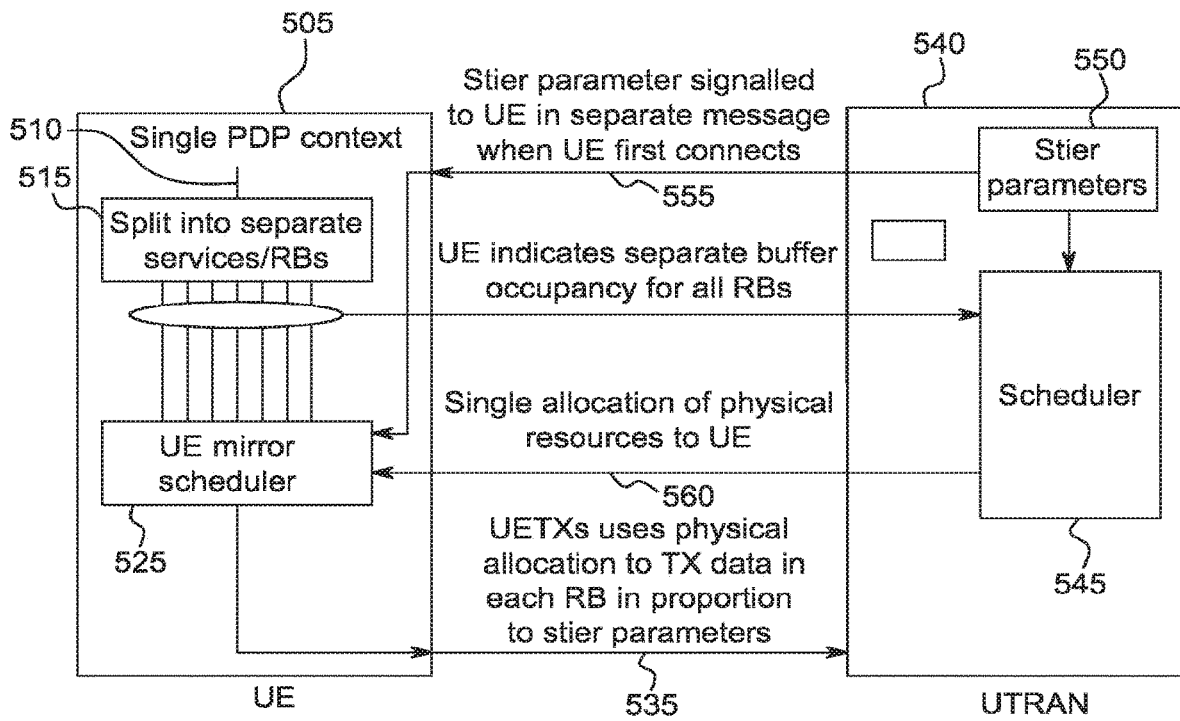 505
540
550
Stier parameter signalled
to UE in separate message
when UE first connects
Single PDP context
510
515
Stier
parameters
555
Split into separate
services/RBs
UE indicates separate buffer
occupancy for all RBs
Scheduler
Single allocation of physical
resources to UE
UE mirror
scheduler
560
525
UETXs uses physical
allocation to TX data in
each RB in proportion
to stier parameters
545
535
UE
UTRAN